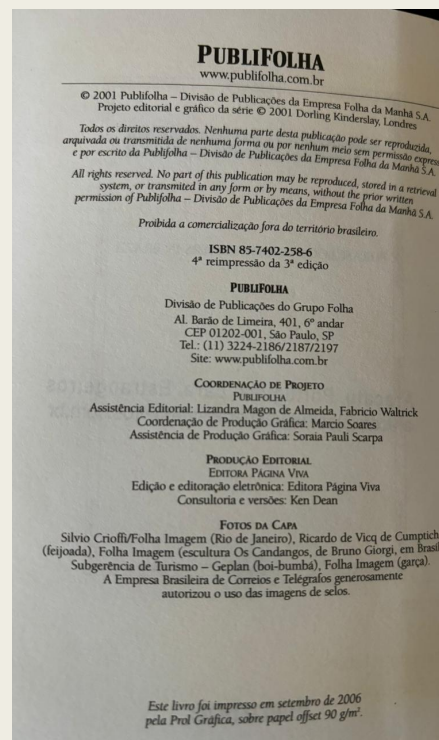 PUBLIFOLHA
www.publifolha.com.br
© 2001 Publifolha – Divisão de Publicações da Empresa Folha da Manhã S.A.
Projeto editorial e gráfico da série © 2001 Dorling Kinderslay, Londres
Todos os direitos reservados. Nenhuma parte desta publicação pode ser reproduzida,
arquivada ou transmitida de nenhuma forma ou por nenhum meio sem permissão
e por escrito da Publifolha – Divisão de Publicações da Empresa Folha da Manhã S.A.
All rights reserved. No part of this publication may be reproduced, stored in a retrieval
system, or transmitted in any form or by means, without the prior written
permission of Publifolha – Divisão de Publicações da Empresa Folha da Manhã S.A.
Proibida a comercialização fora do território brasileiro.
ISBN 85-7402-258-6
4ª reimpressão da 3ª edição
PUBLIFOLHA
Divisão de Publicações do Grupo Folha
Al. Barão de Limeira, 401, 6º andar
CEP 01202-001, São Paulo, SP
Tel.: (11) 3224-2186/2187/2197
Site: www.publifolha.com.br
COORDENAÇÃO DE PROJETO
PUBLIFOLHA
Assistência Editorial: Lizandra Magon de Almeida, Fabricio Waltrick
Coordenação de Produção Gráfica: Marcio Soares
Assistência de Produção Gráfica: Soraia Pauli Scarpa
PRODUÇÃO EDITORIAL
EDITORA PÁGINA VIVA
Edição e editoração eletrônica: Editora Página Viva
Consultoria e versões: Ken Dean
FOTOS DA CAPA
Silvio Crioffi/Folha Imagem (Rio de Janeiro), Ricardo de Vicq de Cumptich
(feijoada), Folha Imagem (escultura Os Candangos, de Bruno Giorgi, em
Subgerência de Turismo – Geplan (boi-bumbá), Folha Imagem (garça).
A Empresa Brasileira de Correios e Telégrafos generosamente
autorizou o uso das imagens de selos.
Este livro foi impresso em setembro de 2006
pela Prol Gráfica, sobre papel offset 90 g/m².